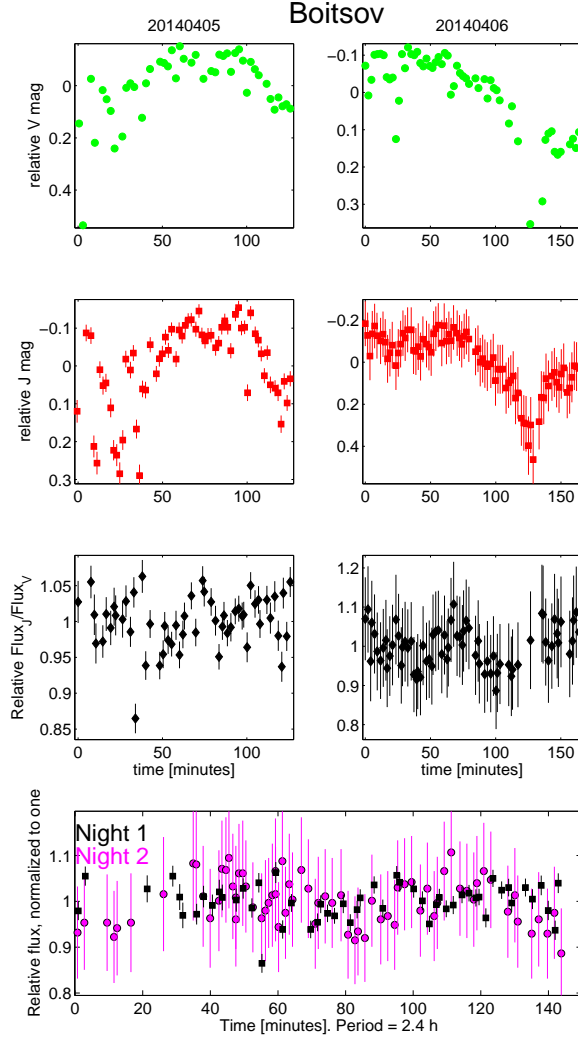 Boitsov
20140405
20140406
relative V mag
0
0.2
0.4
0 50 100
−0.1
0
0.1
0.2
0.3
0 50 100 150
relative J mag
−0.1
0
0.1
0.2
0.3
0 50 100
−0.2
0
0.2
0.4
0 50 100 150
Relative Flux_J/Flux_V
1.05
1
0.95
0.9
0.85
0 50 100
time [minutes]
1.2
1.1
1
0.9
0.8
0 50 100 150
time [minutes]
Night 1
Night 2
Relative flux, normalized to one
1.1
1
0.9
0.8
0 20 40 60 80 100 120 140
Time [minutes]. Period = 2.4 h